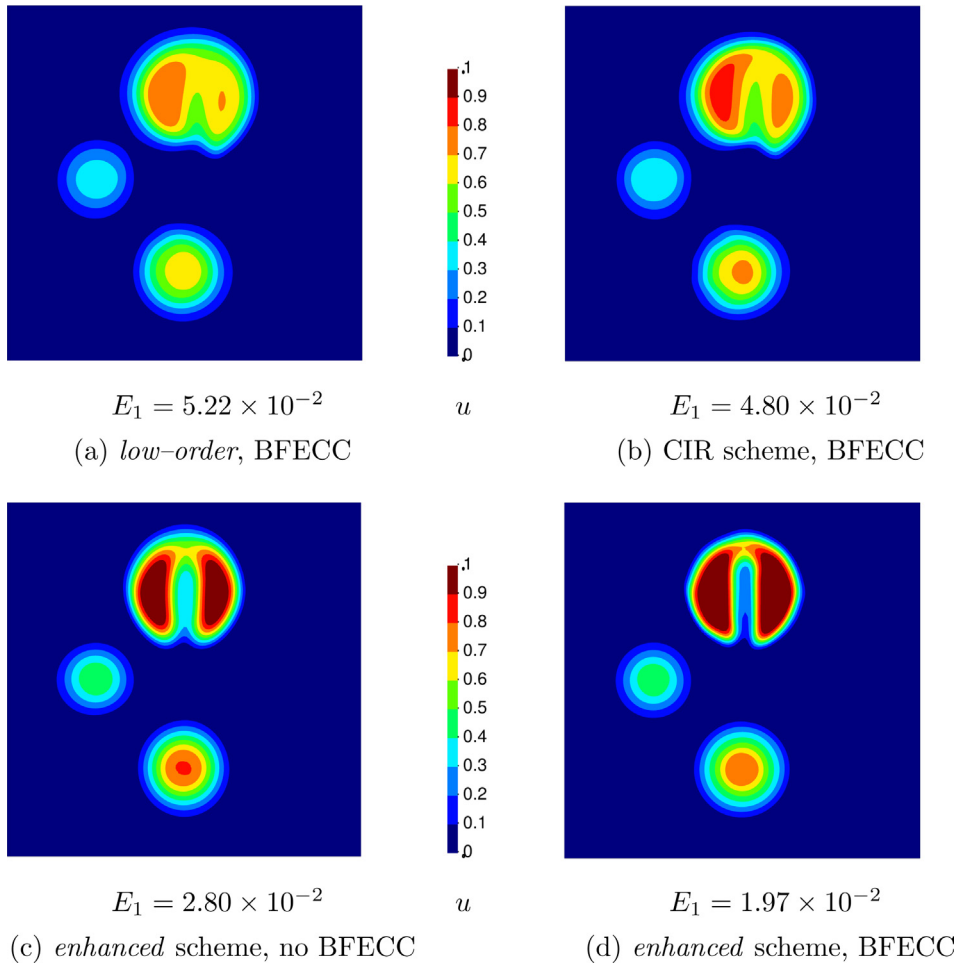 1
0.9
0.8
0.7
0.6
0.5
0.4
0.3
0.2
0.1
0
E₁ = 5.22 × 10⁻²
u
E₁ = 4.80 × 10⁻²
(a) low–order, BFECC
(b) CIR scheme, BFECC
1
0.9
0.8
0.7
0.6
0.5
0.4
0.3
0.2
0.1
0
E₁ = 2.80 × 10⁻²
u
E₁ = 1.97 × 10⁻²
(c) enhanced scheme, no BFECC
(d) enhanced scheme, BFECC